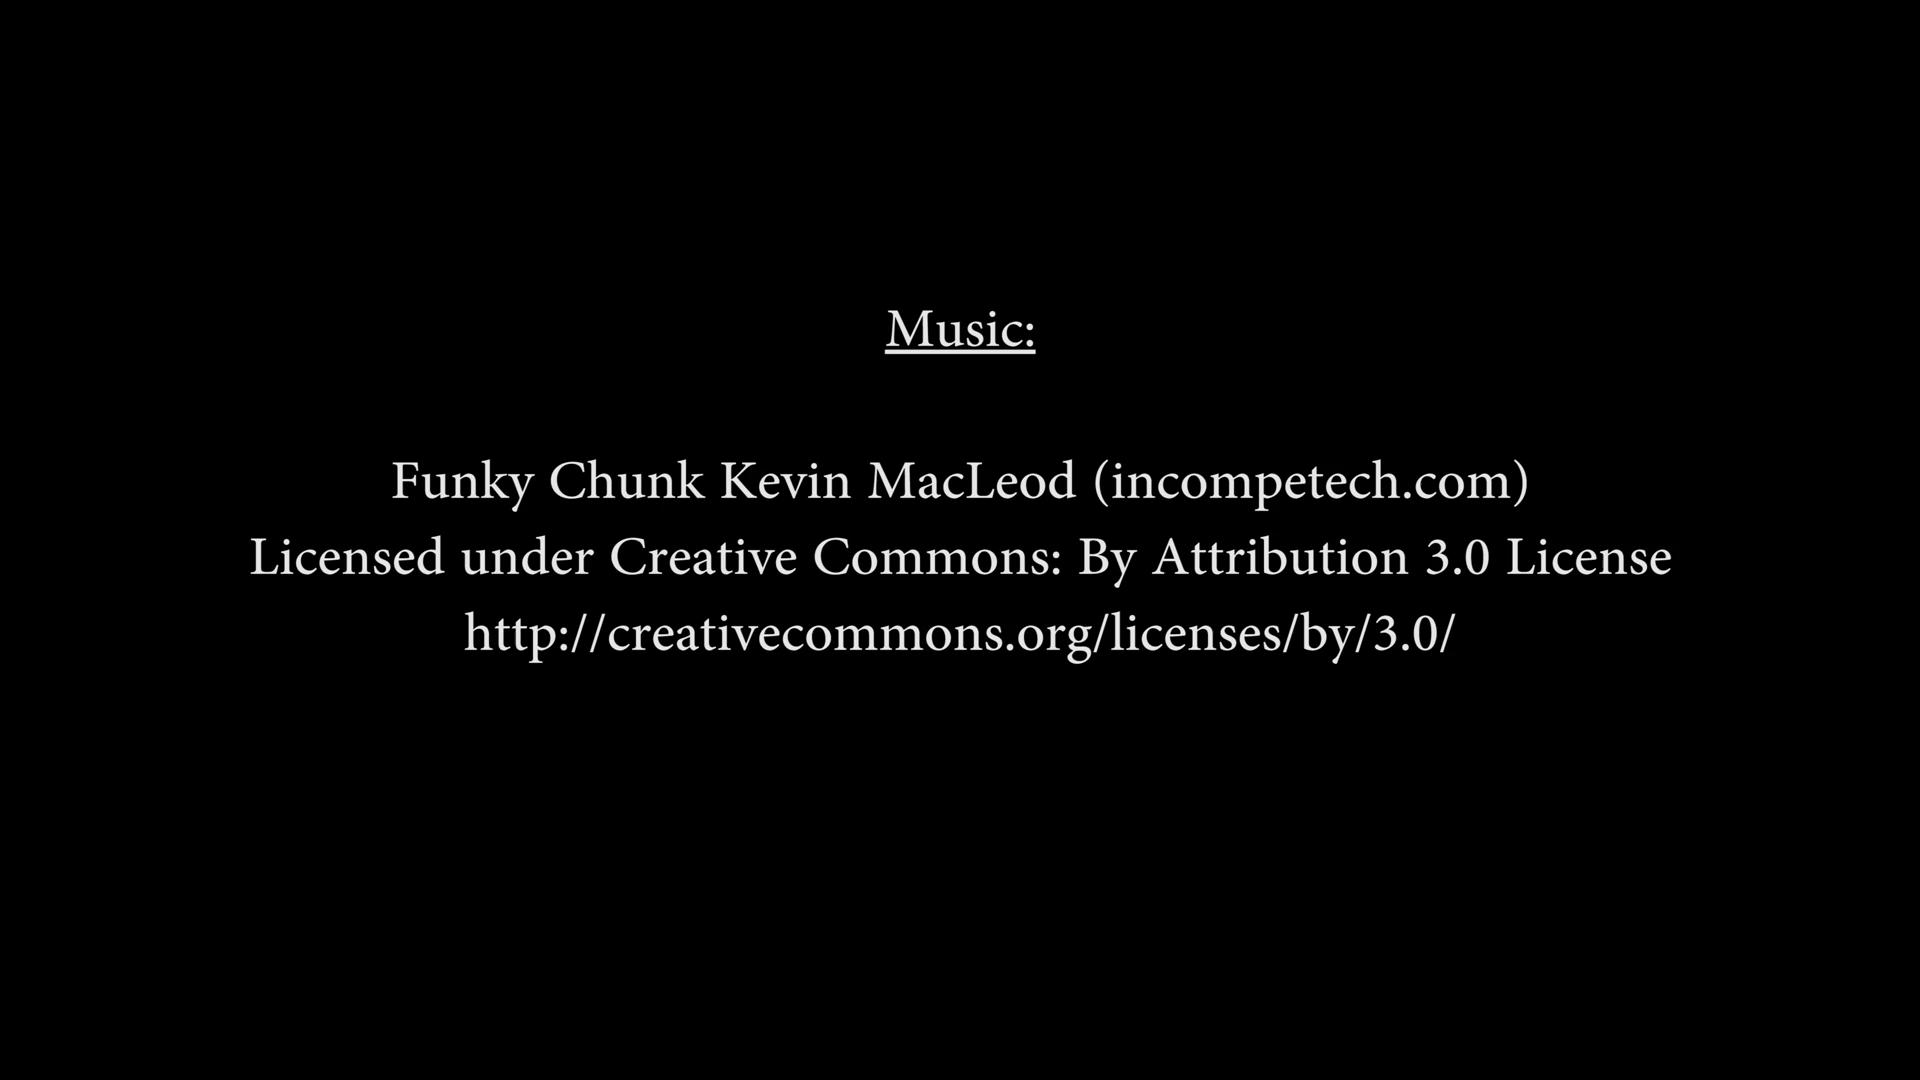 Music:
Funky Chunk Kevin MacLeod (incompetech.com)
Licensed under Creative Commons: By Attribution 3.0 License
http://creativecommons.org/licenses/by/3.0/